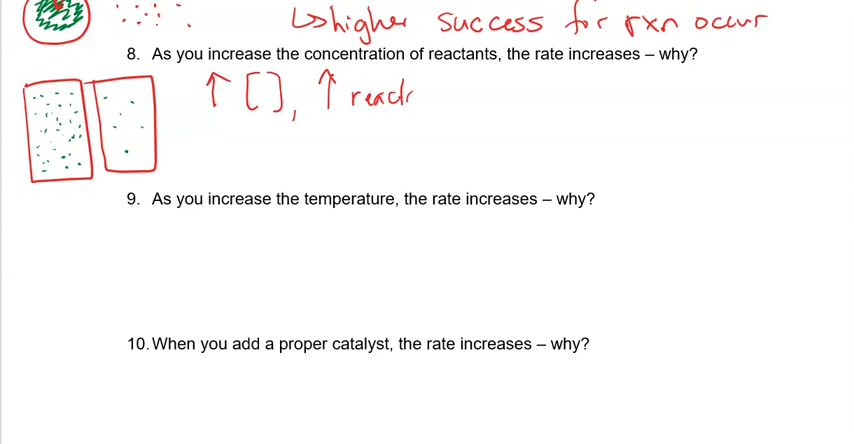 ↳ higher success for rxn occur
8. As you increase the concentration of reactants, the rate increases – why?
↑ [ ], ↑
9. As you increase the temperature, the rate increases – why?
10. When you add a proper catalyst, the rate increases – why?